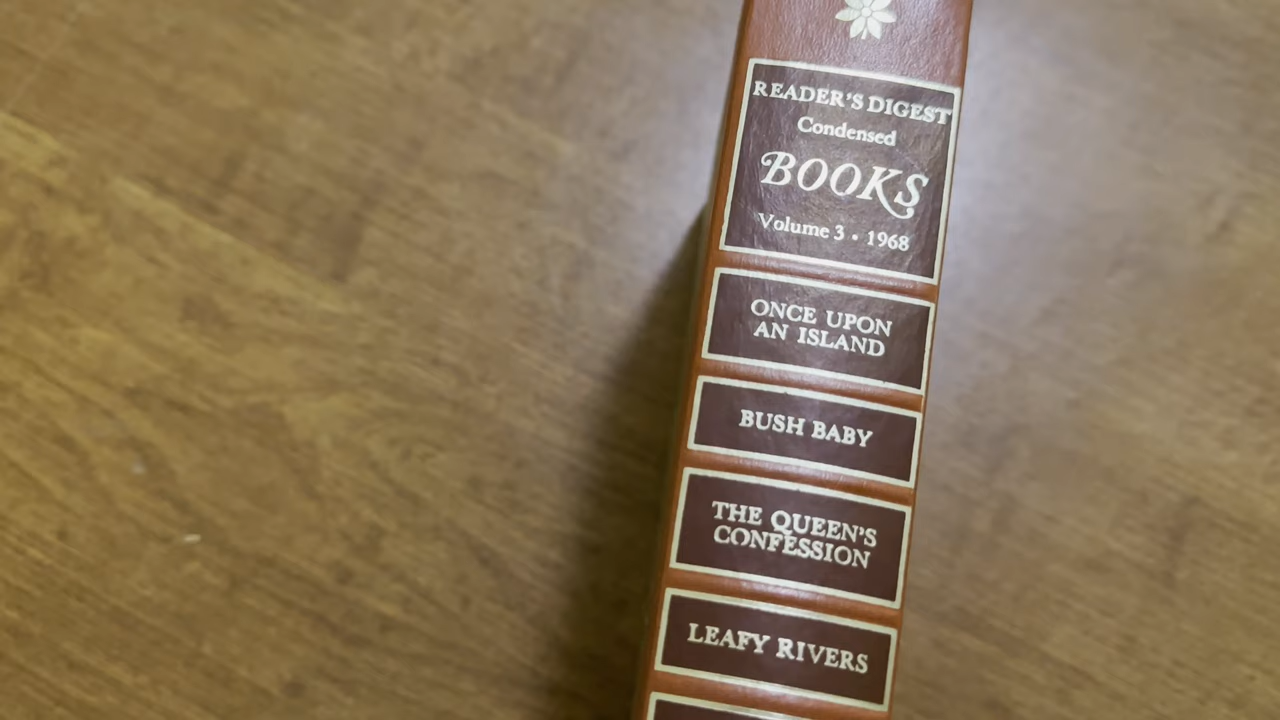 READER'S DIGEST
Condensed
BOOKS
Volume 3 • 1968
ONCE UPON
AN ISLAND
BUSH BABY
THE QUEEN'S
CONFESSION
LEAFY RIVERS